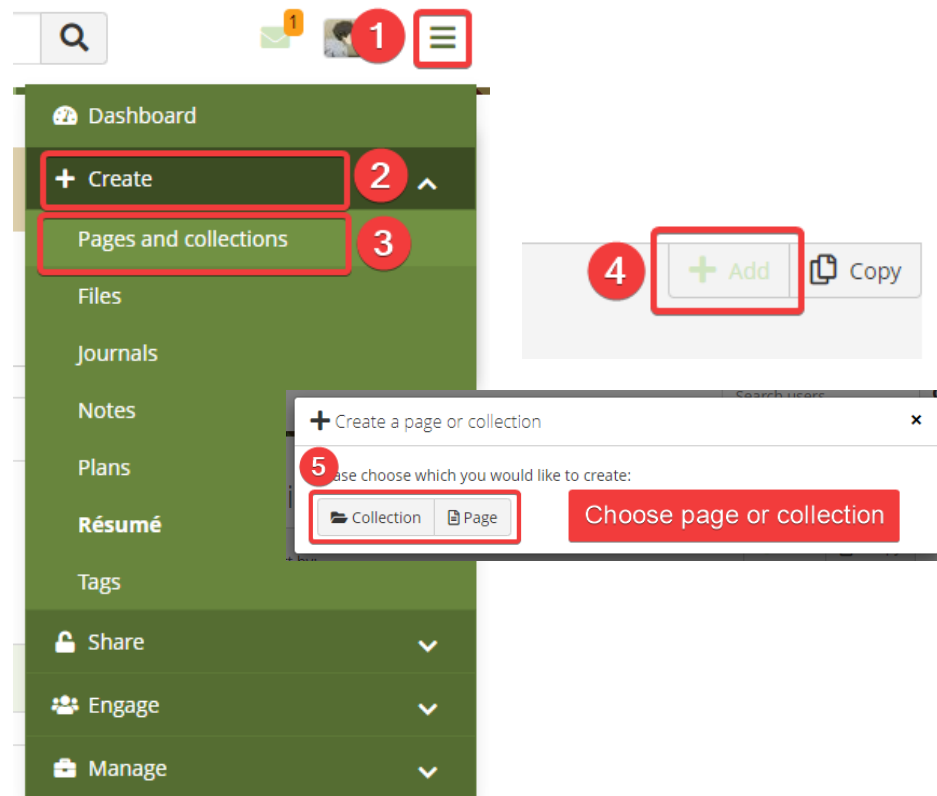 1
1
Dashboard
Create
2
Pages and collections
3
Files
Journals
Notes
Plans
Résumé
Tags
Share
Engage
Manage
4
Add
Copy
Search users
Create a page or collection
×
5
ase choose which you would like to create:
Collection
Page
Choose page or collection